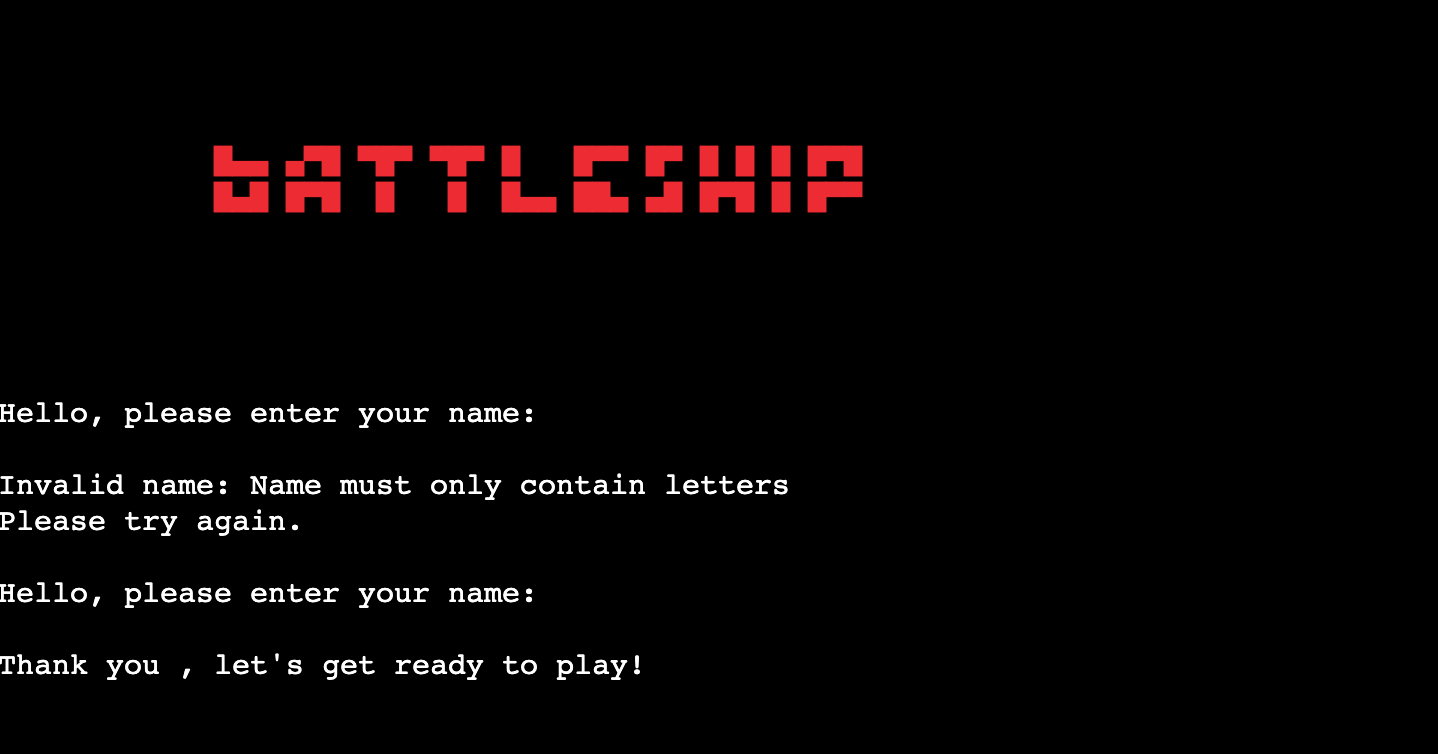 bATTLESHIP
Hello, please enter your name:
Invalid name: Name must only contain letters
Please try again.
Hello, please enter your name:
Thank you , let's get ready to play!